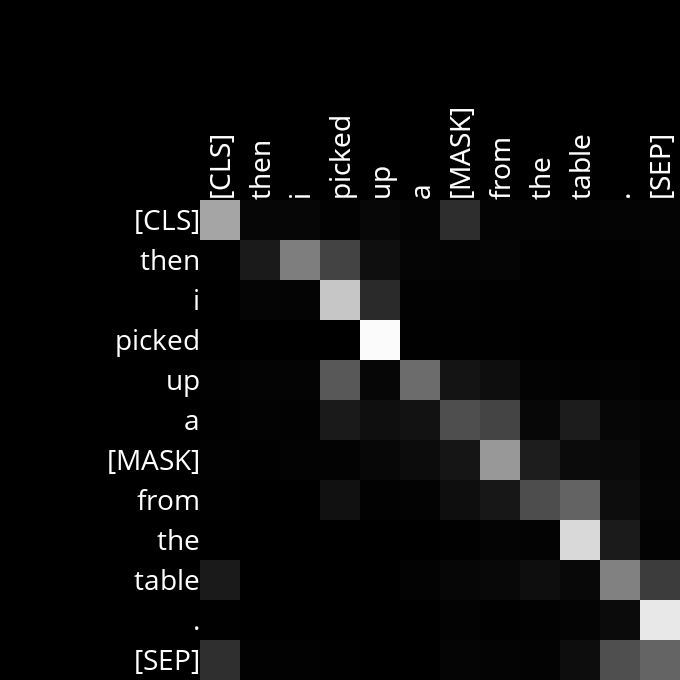 [CLS] then i picked up a [MASK] from the table . [SEP]
[CLS]
then
i
picked
up
a
[MASK]
from
the
table
.
[SEP]